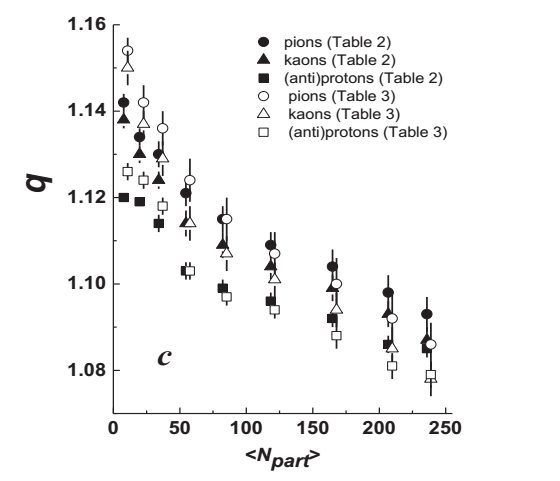 1.16
pions (Table 2)
kaons (Table 2)
(anti)protons (Table 2)
pions (Table 3)
kaons (Table 3)
(anti)protons (Table 3)
1.14
1.12
q
1.10
1.08
c
0 50 100 150 200 250
<N_part>